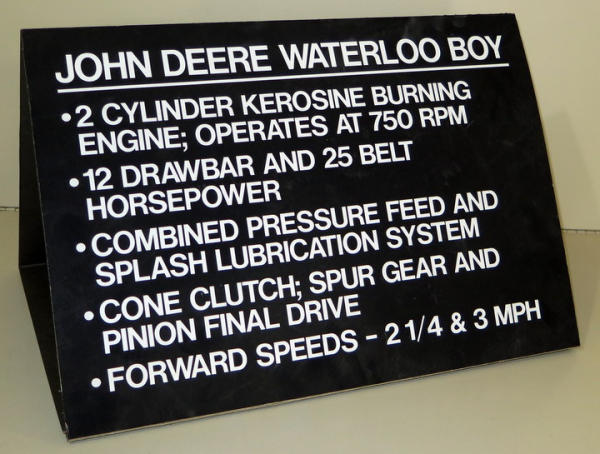 JOHN DEERE WATERLOO BOY
• 2 CYLINDER KEROSINE BURNING
ENGINE; OPERATES AT 750 RPM
• 12 DRAWBAR AND 25 BELT
HORSEPOWER
• COMBINED PRESSURE FEED AND
SPLASH LUBRICATION SYSTEM
• CONE CLUTCH; SPUR GEAR AND
PINION FINAL DRIVE
• FORWARD SPEEDS - 2 1/4 & 3 MPH